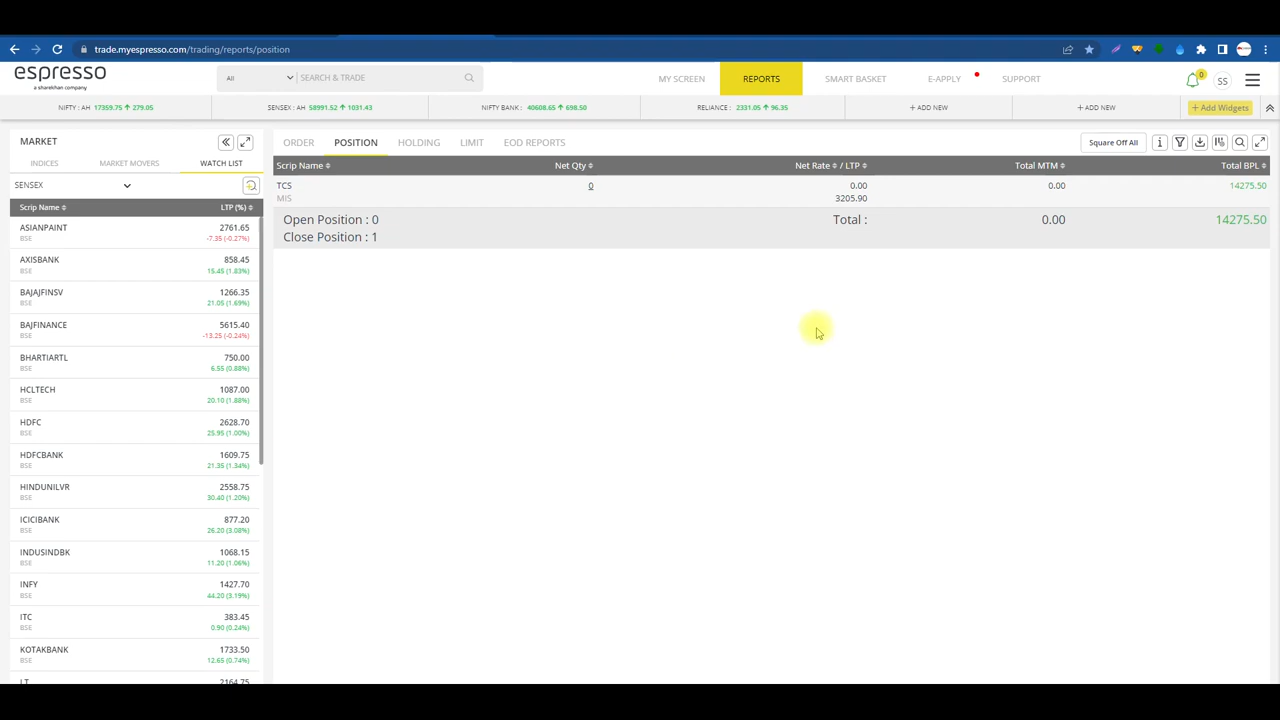 trade.myespresso.com/trading/reports/position
espresso
a sharekhan company
All
SEARCH & TRADE
MY SCREEN
REPORTS
SMART BASKET
E-APPLY
SUPPORT
0
SS
NIFTY : AH 17359.75 ↑ 279.05
SENSEX : AH 58991.52 ↑ 1031.43
NIFTY BANK : 40608.65 ↑ 698.50
RELIANCE : 2331.05 ↑ 96.35
+ ADD NEW
+ ADD NEW
+ Add Widgets
MARKET
INDICES
MARKET MOVERS
WATCH LIST
SENSEX
Scrip Name LTP (%)
ASIANPAINT 2761.65
BSE -7.35 (-0.27%)
AXISBANK 858.45
BSE 15.45 (1.83%)
BAJAJFINSV 1266.35
BSE 21.05 (1.69%)
BAJFINANCE 5615.40
BSE -13.25 (-0.24%)
BHARTIARTL 750.00
BSE 6.55 (0.88%)
HCLTECH 1087.00
BSE 20.10 (1.88%)
HDFC 2628.70
BSE 25.95 (1.00%)
HDFCBANK 1609.75
BSE 21.35 (1.34%)
HINDUNILVR 2558.75
BSE 30.40 (1.20%)
ICICIBANK 877.20
BSE 26.20 (3.08%)
INDUSINDBK 1068.15
BSE 11.20 (1.06%)
INFY 1427.70
BSE 44.20 (3.19%)
ITC 383.45
BSE 0.90 (0.24%)
KOTAKBANK 1733.50
BSE 12.65 (0.74%)
LT 2164.75
ORDER
POSITION
HOLDING
LIMIT
EOD REPORTS
Square Off All
Scrip Name Net Qty Net Rate / LTP Total MTM Total BPL
TCS 0 0.00 0.00 14275.50
MIS 3205.90
Open Position : 0 Total : 0.00 14275.50
Close Position : 1